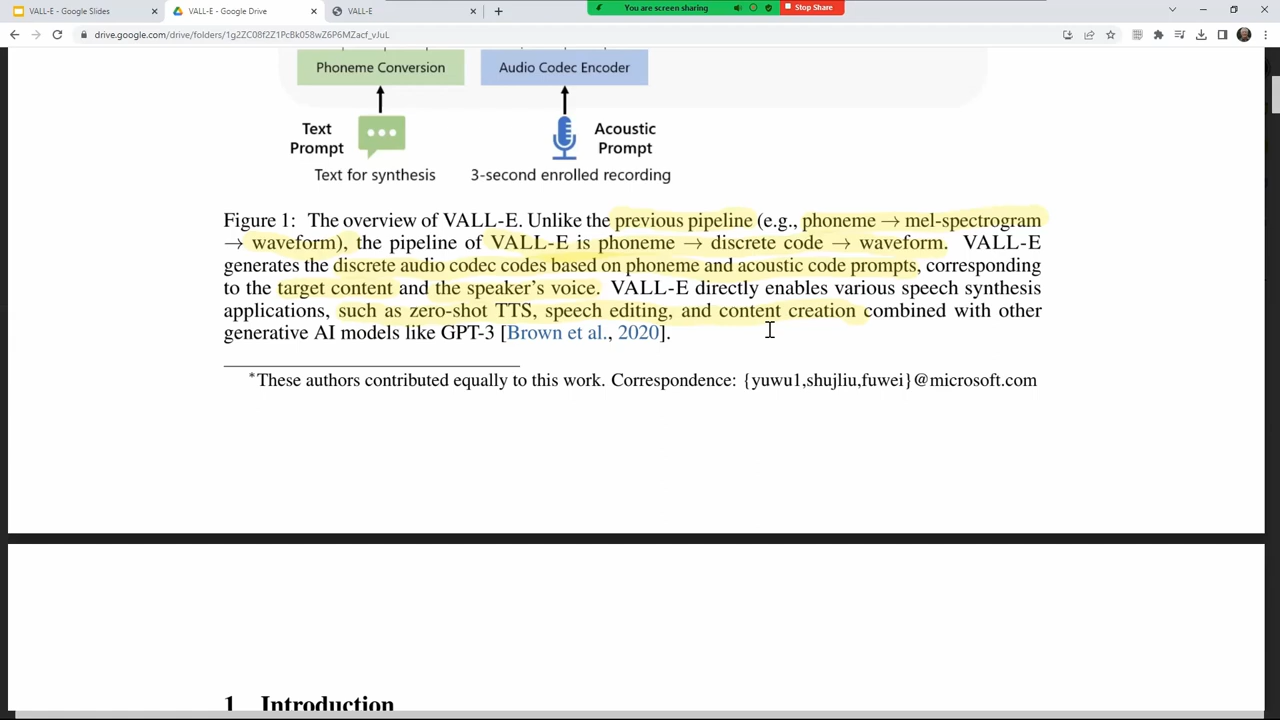 VALL-E - Google Slides
VALL-E - Google Drive
VALL-E
You are screen sharing
Stop Share
drive.google.com/drive/folders/1g2ZC08f2Z1PcBk058wZ6P6MZacf_vJuL
Phoneme Conversion
Audio Codec Encoder
Text
Prompt
Acoustic
Prompt
Text for synthesis
3-second enrolled recording
Figure 1: The overview of VALL-E. Unlike the previous pipeline (e.g., phoneme → mel-spectrogram
→ waveform), the pipeline of VALL-E is phoneme → discrete code → waveform. VALL-E
generates the discrete audio codec codes based on phoneme and acoustic code prompts, corresponding
to the target content and the speaker's voice. VALL-E directly enables various speech synthesis
applications, such as zero-shot TTS, speech editing, and content creation combined with other
generative AI models like GPT-3 [Brown et al., 2020].
*These authors contributed equally to this work. Correspondence: {yuwu1,shujliu,fuwei}@microsoft.com
1 Introduction